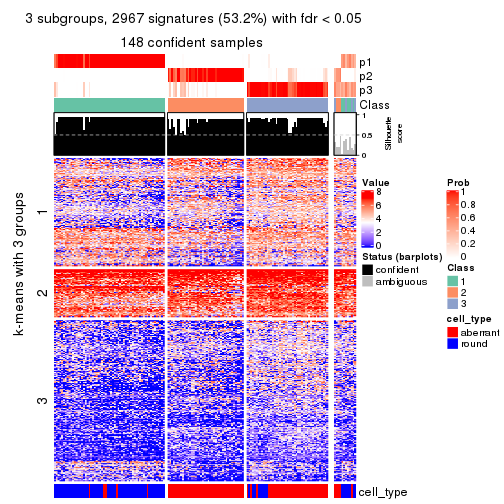 3 subgroups, 2967 signatures (53.2%) with fdr < 0.05
148 confident samples
p1
p2
p3
Class
1
0.5
0
Silhouette
score
k-means with 3 groups
1
2
3
cell_type
Value
8
6
4
2
0
Status (barplots)
confident
ambiguous
Prob
1
0.8
0.6
0.4
0.2
0
Class
1
2
3
cell_type
aberrant
round